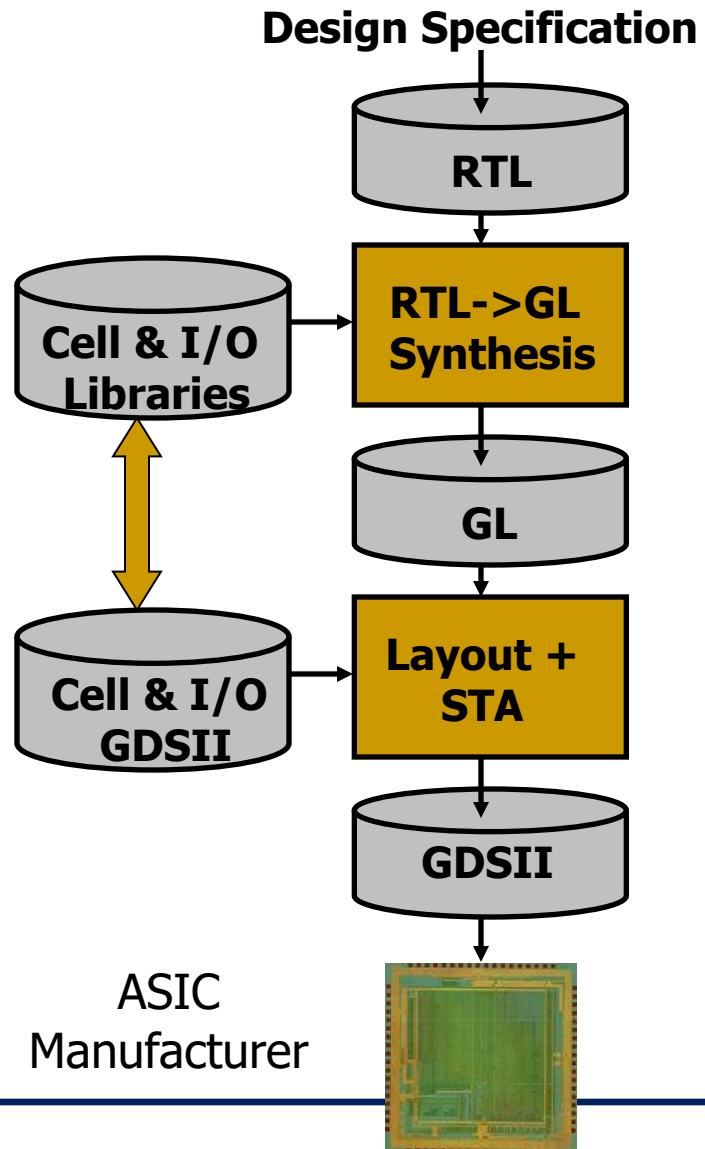 Design Specification
RTL
RTL->GL
Synthesis
Cell & I/O
Libraries
GL
Layout +
STA
Cell & I/O
GDSII
GDSII
ASIC
Manufacturer